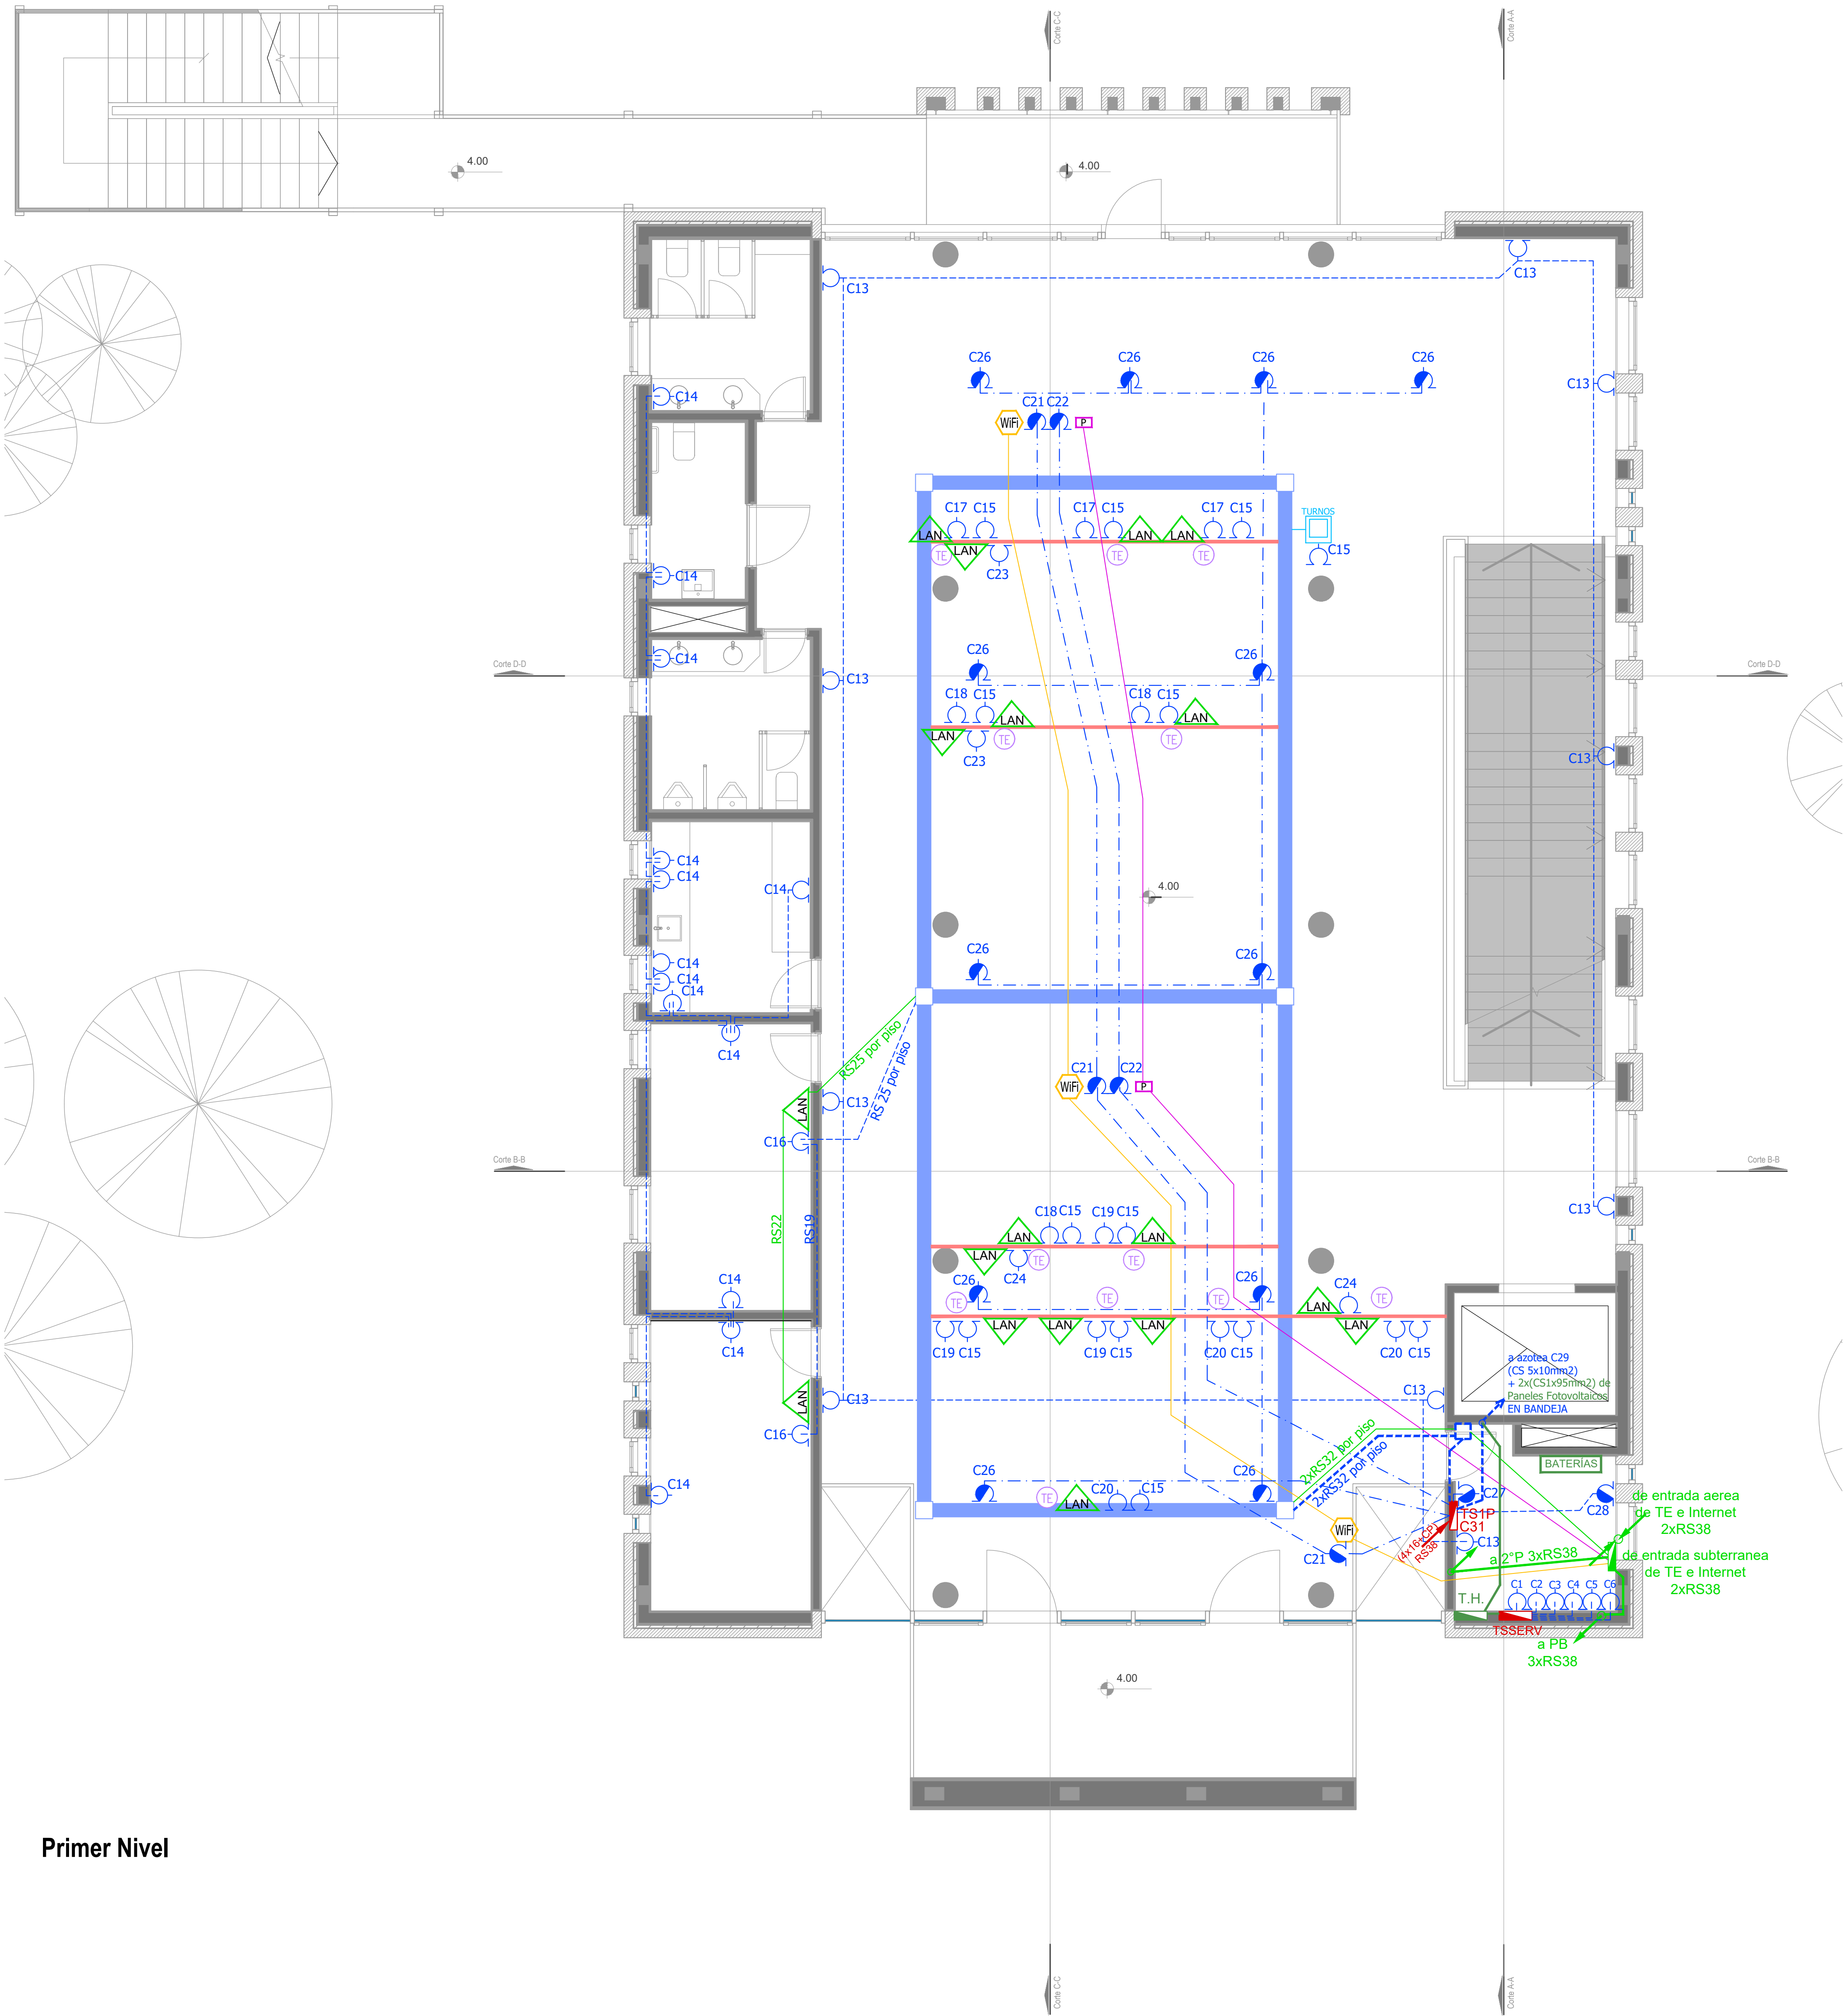 Corte C-C
Corte A-A
4.00
4.00
C13
C13
C26
C26
C26
C26
C13
C14
WiFi
C21
C22
P
C17
C15
C17
C15
C17
C15
TURNOS
LAN
LAN
LAN
LAN
TE
TE
TE
C23
C15
C14
C14
Corte D-D
Corte D-D
C26
C26
C13
C18
C15
C18
C15
LAN
LAN
LAN
TE
TE
C23
C13
C14
C14
C14
C14
4.00
C26
C26
C14
C14
C14
C14
RS25 por piso
RS 25 por piso
WiFi
C21
C22
P
LAN
C13
C16
Corte B-B
Corte B-B
C13
RS22
RS19
C18
C15
C19
C15
LAN
LAN
LAN
TE
TE
C24
C14
C26
C26
TE
TE
TE
LAN
C24
TE
C14
LAN
LAN
LAN
LAN
C19
C15
C19
C15
C20
C15
C20
C15
a azotea C29
(CS 5x10mm2)
+ 2x(CS1x95mm2) de
Paneles Fotovoltaicos
EN BANDEJA
LAN
C13
C13
C16
2xRS32 por piso
2xRS32 por piso
BATERÍAS
C14
C26
C26
TE
LAN
C20
C15
C27
C28
TS1P
C31
(4x16+CP)
RS38
WiFi
C21
C13
de entrada aerea
de TE e Internet
2xRS38
a 2°P 3xRS38
de entrada subterranea
de TE e Internet
2xRS38
T.H.
C1
C2
C3
C4
C5
C6
TSSERV
a PB
3xRS38
4.00
Primer Nivel
Corte C-C
Corte A-A